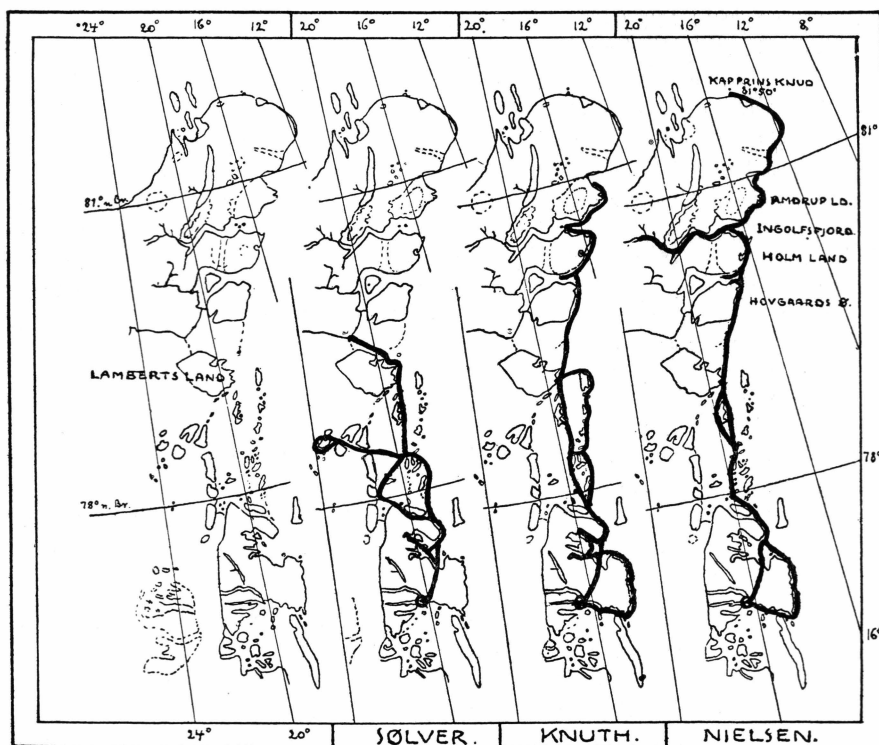 °24° 20° 16° 12° 20° 16° 12° 20° 16° 12° 20° 16° 12° 8°
KAPPRINS KNUD
81°50'
81°
81° n. Br.
AMDRUP LD.
INGOLFSFJORD
HOLM LAND
HOVGAARDS Ø.
LAMBERTS LAND
78°
78° n. Br.
16°
24° 20°
SØLVER. KNUTH. NIELSEN.